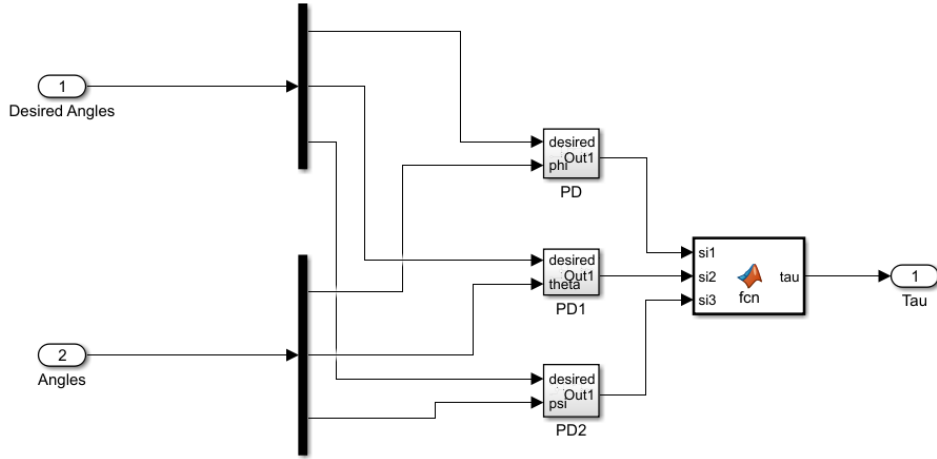 1
Desired Angles
desired
Out1
phi
PD
desired
Out1
theta
PD1
si1
si2
si3
tau
fcn
1
Tau
2
Angles
desired
Out1
psi
PD2